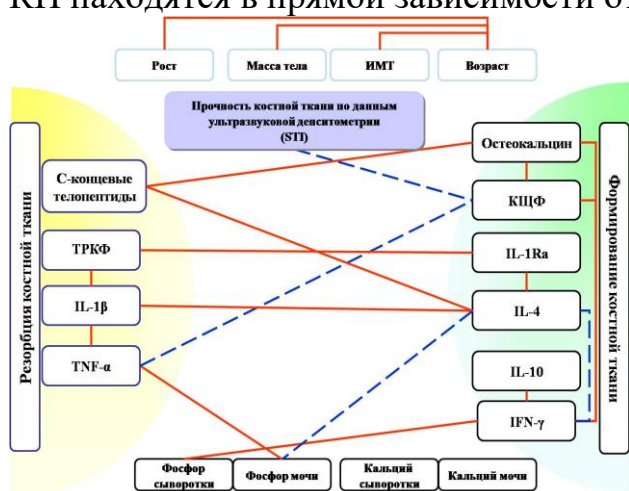 КП находятся в прямой зависимости от
Рост
Масса тела
ИМТ
Возраст
Прочность костной ткани по данным
ультразвуковой денситометрии
(STI)
Резорбция костной ткани
С-концевые
телопептиды
ТРКФ
IL-1β
TNF-α
Остеокальцин
КЩФ
IL-1Ra
IL-4
IL-10
IFN-γ
Формирование костной ткани
Фосфор
сыворотки
Фосфор мочи
Кальций
сыворотки
Кальций мочи